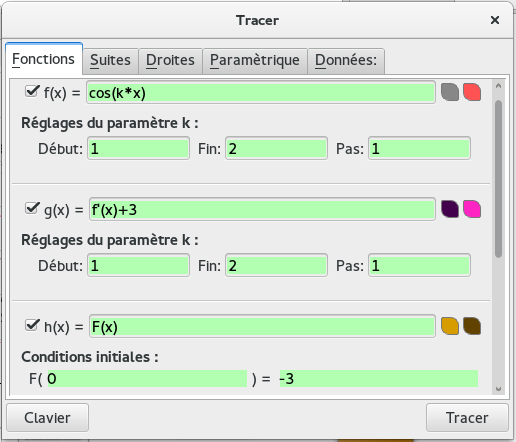 Tracer
Fonctions Suites Droites Paramètrique Données:
f(x) = cos(k*x)
Réglages du paramètre k :
Début: 1 Fin: 2 Pas: 1
g(x) = f'(x)+3
Réglages du paramètre k :
Début: 1 Fin: 2 Pas: 1
h(x) = F(x)
Conditions initiales :
F( 0 ) = -3
Clavier Tracer